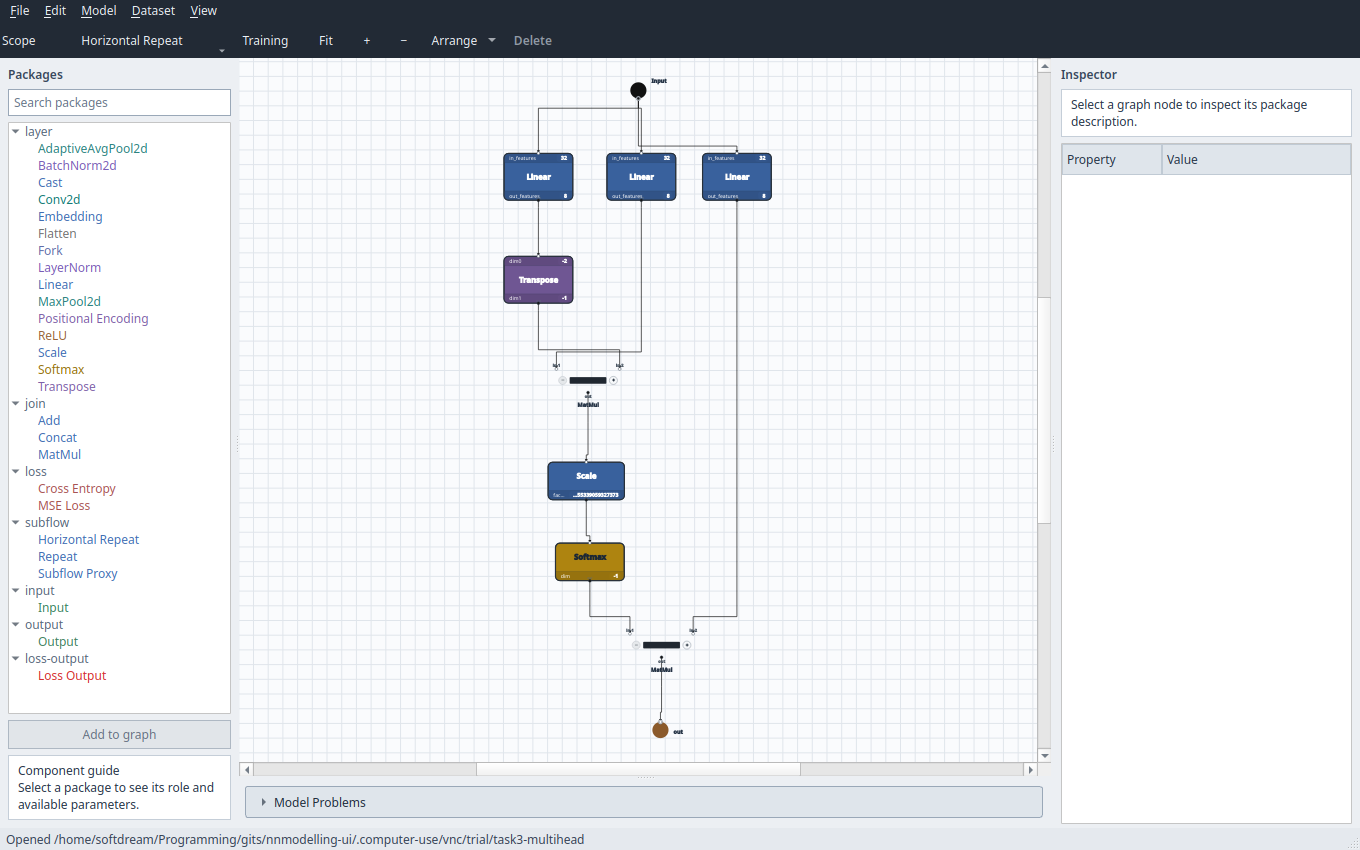 File Edit Model Dataset View
Scope Horizontal Repeat Training Fit + − Arrange Delete
Packages
Search packages
layer
AdaptiveAvgPool2d
BatchNorm2d
Cast
Conv2d
Embedding
Flatten
Fork
LayerNorm
Linear
MaxPool2d
Positional Encoding
ReLU
Scale
Softmax
Transpose
join
Add
Concat
MatMul
loss
Cross Entropy
MSE Loss
subflow
Horizontal Repeat
Repeat
Subflow Proxy
input
Input
output
Output
loss-output
Loss Output
Add to graph
Component guide
Select a package to see its role and
available parameters.
Input
in_features 32
Linear
out_features 8
in_features 32
Linear
out_features 8
in_features 32
Linear
out_features 8
dim0 -2
Transpose
dim1 -1
out
MatMul
Scale
fac...
Softmax
dim -1
out
MatMul
out
Model Problems
Inspector
Select a graph node to inspect its package
description.
Property Value
Opened /home/softdream/Programming/gits/nnmodelling-ui/.computer-use/vnc/trial/task3-multihead